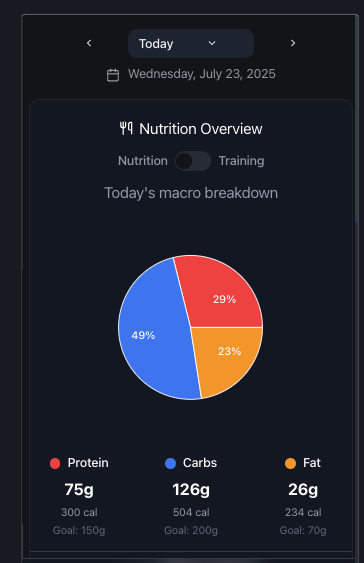 Today
Wednesday, July 23, 2025
Nutrition Overview
Nutrition Training
Today's macro breakdown
29%
49%
23%
Protein Carbs Fat
75g 126g 26g
300 cal 504 cal 234 cal
Goal: 150g Goal: 200g Goal: 70g